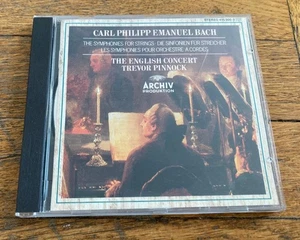 STEREO
CARL PHILIPP EMANUEL BACH
THE SYMPHONIES FOR STRINGS · DIE SINFONIEN FÜR STREICHER
LES SYMPHONIES POUR ORCHESTRE A CORDES
THE ENGLISH CONCERT
TREVOR PINNOCK
ARCHIV
PRODUKTION